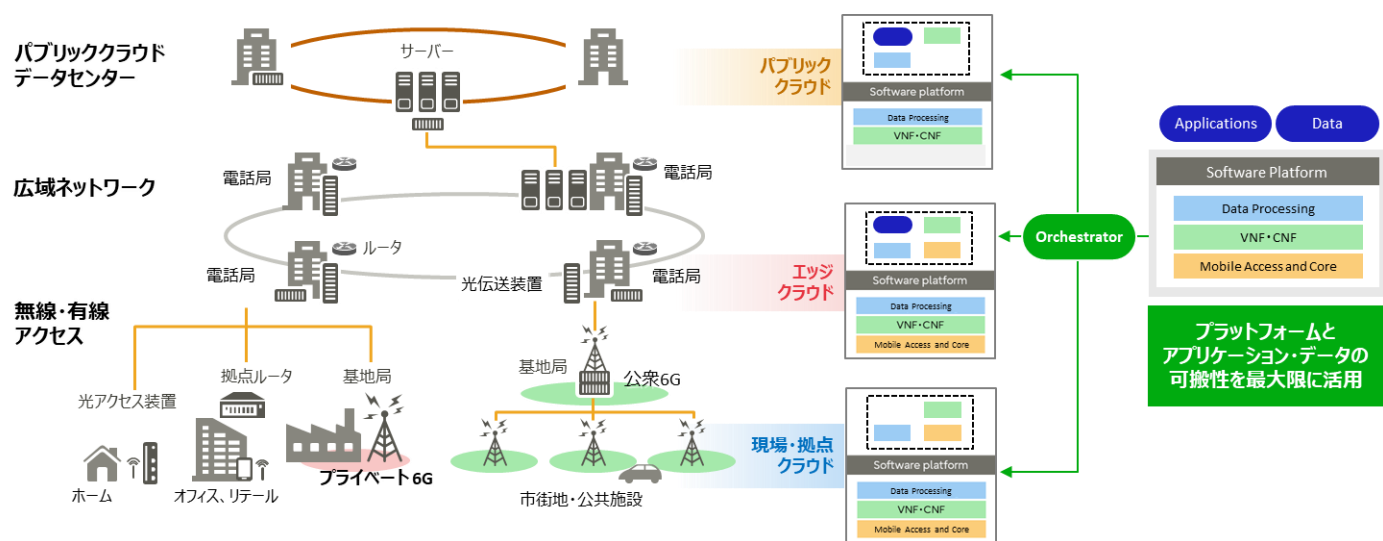 パブリッククラウド
データセンター
サーバー
パブリック
クラウド
Software platform
Data Processing
VNF・CNF
広域ネットワーク
電話局
電話局
ルータ
電話局
光伝送装置
電話局
エッジ
クラウド
Software platform
Data Processing
VNF・CNF
Mobile Access and Core
無線・有線
アクセス
光アクセス装置
拠点ルータ
基地局
ホーム
オフィス、リテール
プライベート6G
基地局
公衆6G
市街地・公共施設
現場・拠点
クラウド
Software platform
Data Processing
VNF・CNF
Mobile Access and Core
Orchestrator
Applications
Data
Software Platform
Data Processing
VNF・CNF
Mobile Access and Core
プラットフォームと
アプリケーション・データの
可搬性を最大限に活用